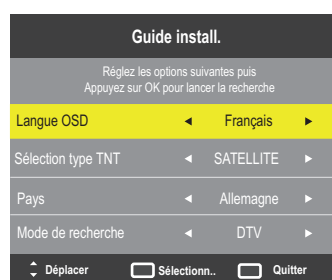 Guide install.
Réglez les options suivantes puis
Appuyez sur OK pour lancer la recherche
Langue OSD ◄ Français ►
Sélection type TNT ◄ SATELLITE ►
Pays ◄ Allemagne ►
Mode de recherche ◄ DTV ►
Déplacer Sélectionn.. Quitter